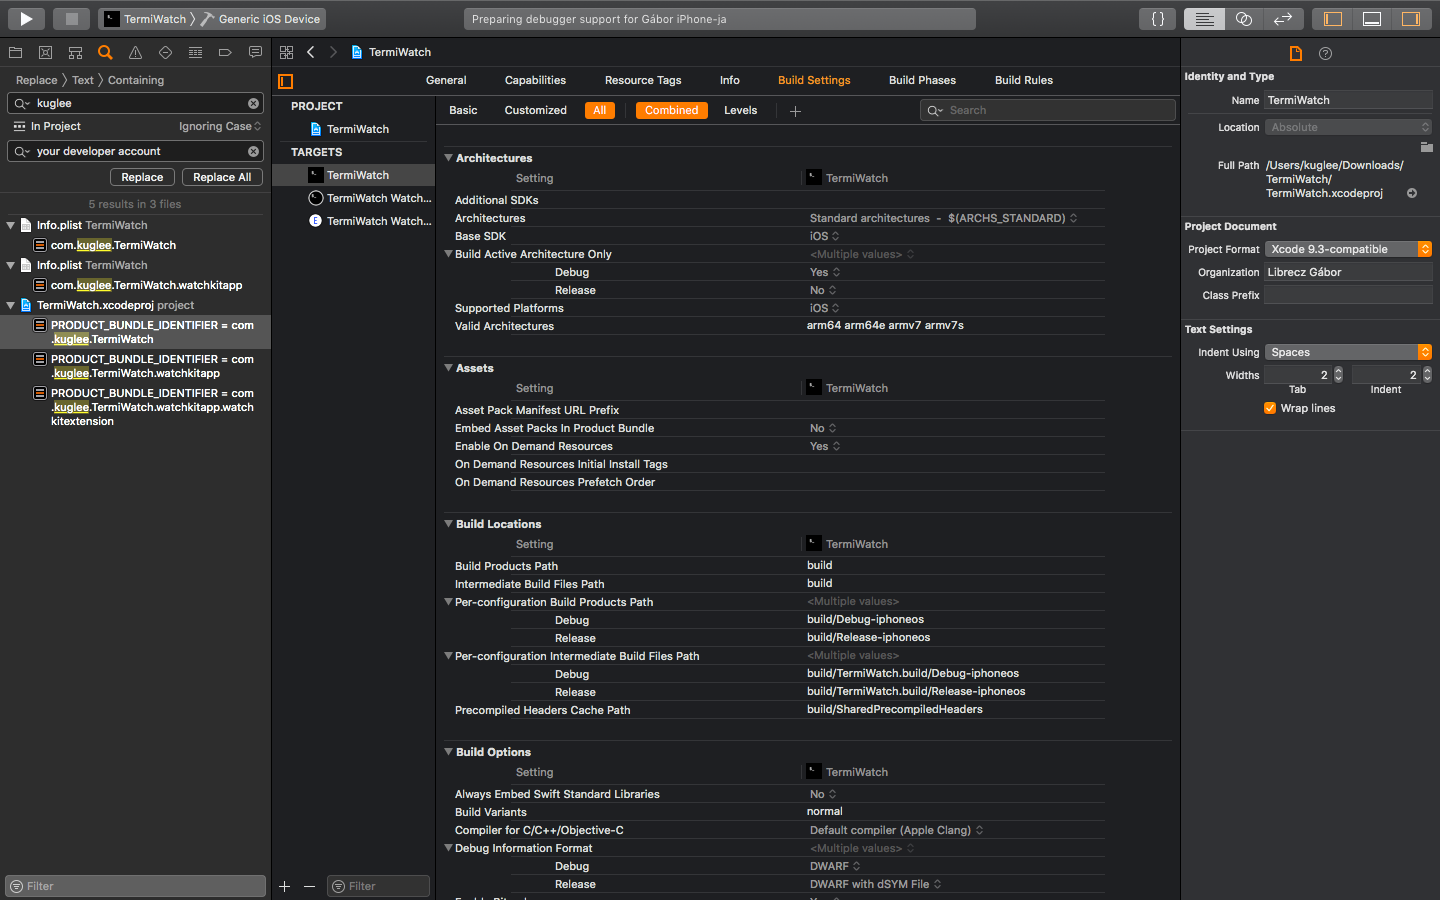 TermiWatch
Generic iOS Device
Preparing debugger support for Gábor iPhone-ja
{ }
Replace
Text
Containing
kuglee
In Project
Ignoring Case
your developer account
Replace
Replace All
5 results in 3 files
Info.plist TermiWatch
com.kuglee.TermiWatch
Info.plist TermiWatch
com.kuglee.TermiWatch.watchkitapp
TermiWatch.xcodeproj project
PRODUCT_BUNDLE_IDENTIFIER = com
.kuglee.TermiWatch
PRODUCT_BUNDLE_IDENTIFIER = com
.kuglee.TermiWatch.watchkitapp
PRODUCT_BUNDLE_IDENTIFIER = com
.kuglee.TermiWatch.watchkitapp.watch
kitextension
Filter
TermiWatch
General
Capabilities
Resource Tags
Info
Build Settings
Build Phases
Build Rules
PROJECT
TermiWatch
TARGETS
TermiWatch
TermiWatch Watch...
E
TermiWatch Watch...
+
−
Filter
Basic
Customized
All
Combined
Levels
+
Search
Architectures
Setting
TermiWatch
Additional SDKs
Architectures
Standard architectures - $(ARCHS_STANDARD)
Base SDK
iOS
Build Active Architecture Only
<Multiple values>
Debug
Yes
Release
No
Supported Platforms
iOS
Valid Architectures
arm64 arm64e armv7 armv7s
Assets
Setting
TermiWatch
Asset Pack Manifest URL Prefix
Embed Asset Packs In Product Bundle
No
Enable On Demand Resources
Yes
On Demand Resources Initial Install Tags
On Demand Resources Prefetch Order
Build Locations
Setting
TermiWatch
Build Products Path
build
Intermediate Build Files Path
build
Per-configuration Build Products Path
<Multiple values>
Debug
build/Debug-iphoneos
Release
build/Release-iphoneos
Per-configuration Intermediate Build Files Path
<Multiple values>
Debug
build/TermiWatch.build/Debug-iphoneos
Release
build/TermiWatch.build/Release-iphoneos
Precompiled Headers Cache Path
build/SharedPrecompiledHeaders
Build Options
Setting
TermiWatch
Always Embed Swift Standard Libraries
No
Build Variants
normal
Compiler for C/C++/Objective-C
Default compiler (Apple Clang)
Debug Information Format
<Multiple values>
Debug
DWARF
Release
DWARF with dSYM File
Identity and Type
Name
TermiWatch
Location
Absolute
Full Path
/Users/kuglee/Downloads/
TermiWatch/
TermiWatch.xcodeproj
Project Document
Project Format
Xcode 9.3-compatible
Organization
Librecz Gábor
Class Prefix
Text Settings
Indent Using
Spaces
Widths
2
2
Tab
Indent
Wrap lines